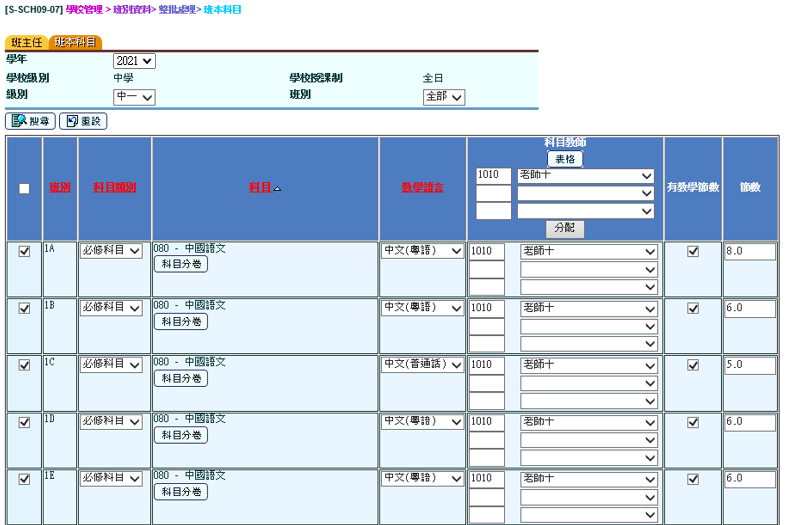 [S-SCH09-07] 學校管理 > 班別資料> 整批處理> 班本科目
班主任 班本科目
學年 2021
學校級別 中學 學校授課制 全日
級別 中一 班別 全部
搜尋 重設
科目教師
表格
1010 老師十
班別 科目類別 科目 教學語言 有教學節數 節數
分配
1A 必修科目 080 - 中國語文 中文(粵語) 1010 老師十 8.0
科目分卷
1B 必修科目 080 - 中國語文 中文(粵語) 1010 老師十 6.0
科目分卷
1C 必修科目 080 - 中國語文 中文(普通話) 1010 老師十 5.0
科目分卷
1D 必修科目 080 - 中國語文 中文(粵語) 1010 老師十 6.0
科目分卷
1E 必修科目 080 - 中國語文 中文(粵語) 1010 老師十 6.0
科目分卷